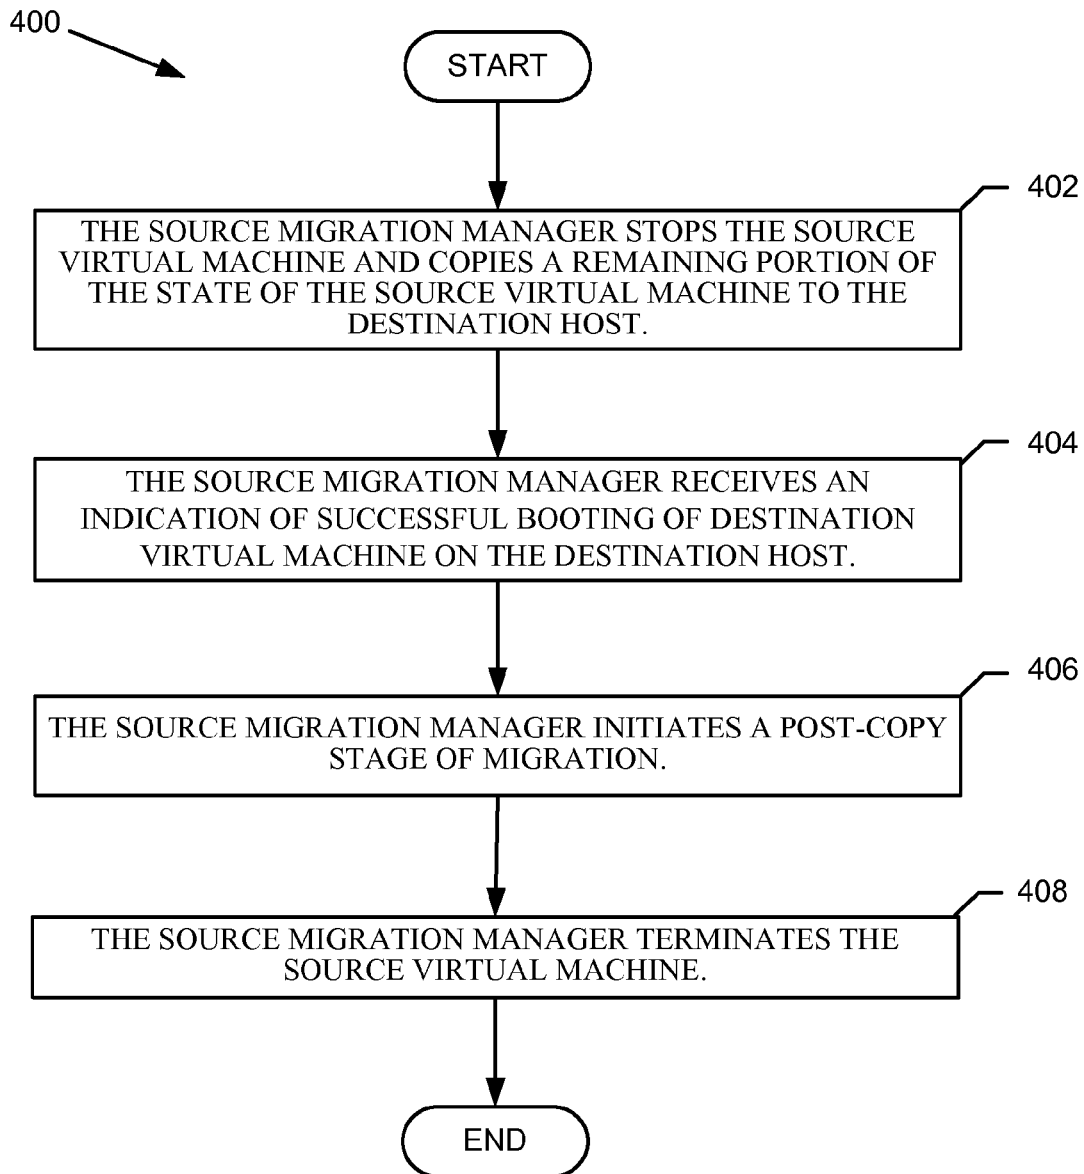 400
START
402
THE SOURCE MIGRATION MANAGER STOPS THE SOURCE
VIRTUAL MACHINE AND COPIES A REMAINING PORTION OF
THE STATE OF THE SOURCE VIRTUAL MACHINE TO THE
DESTINATION HOST.
404
THE SOURCE MIGRATION MANAGER RECEIVES AN
INDICATION OF SUCCESSFUL BOOTING OF DESTINATION
VIRTUAL MACHINE ON THE DESTINATION HOST.
406
THE SOURCE MIGRATION MANAGER INITIATES A POST-COPY
STAGE OF MIGRATION.
408
THE SOURCE MIGRATION MANAGER TERMINATES THE
SOURCE VIRTUAL MACHINE.
END